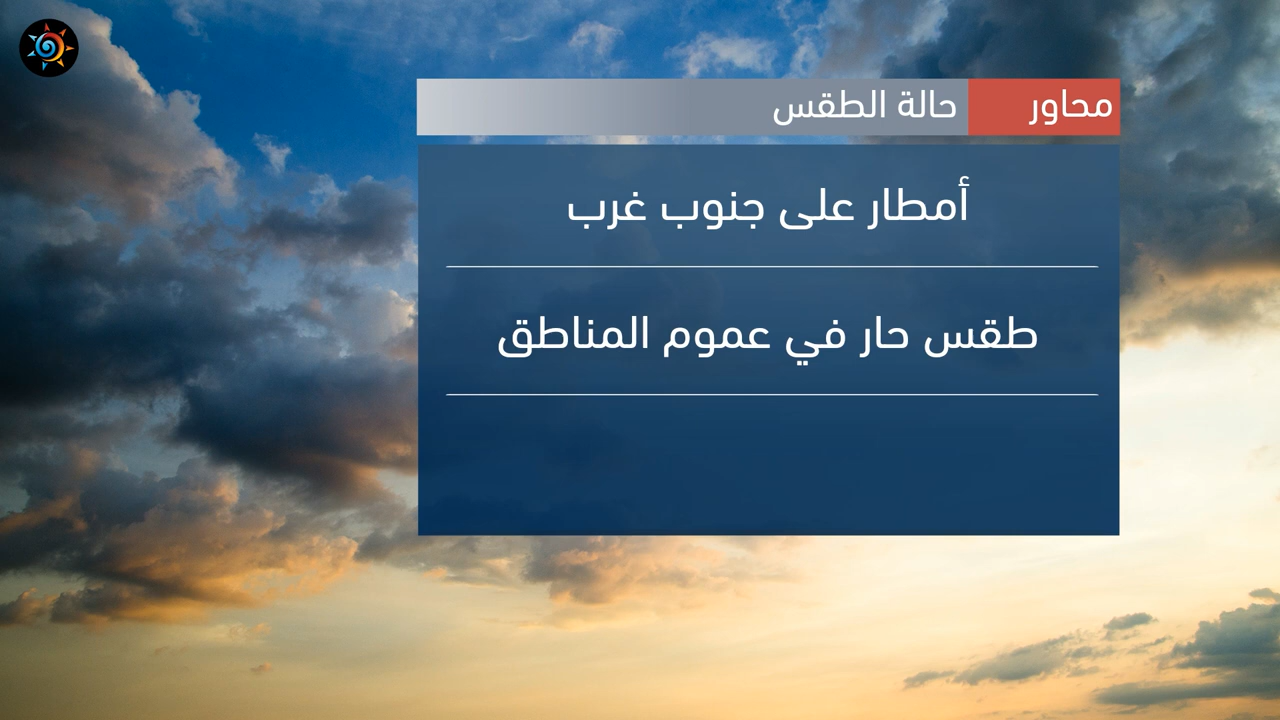 محاور
حالة الطقس
أمطار على جنوب غرب
طقس حار في عموم المناطق